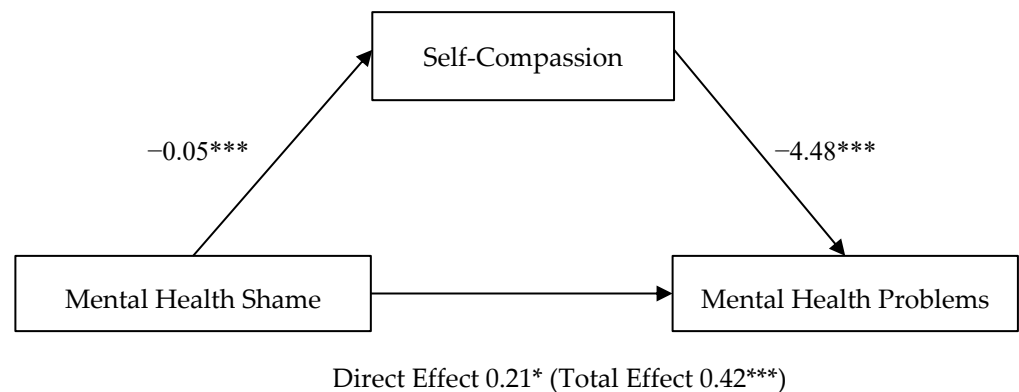 Self-Compassion
−0.05***
−4.48***
Mental Health Shame
Mental Health Problems
Direct Effect 0.21* (Total Effect 0.42***)